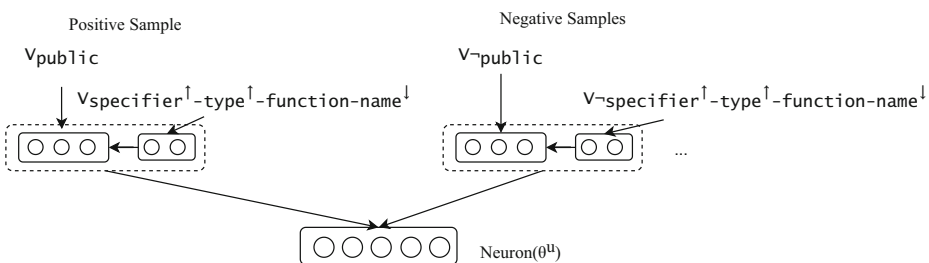 Positive Sample
Negative Samples
Vpublic
V¬public
Vspecifier↑-type↑-function-name↓
V¬specifier↑-type↑-function-name↓
...
Neuron(θᵘ)